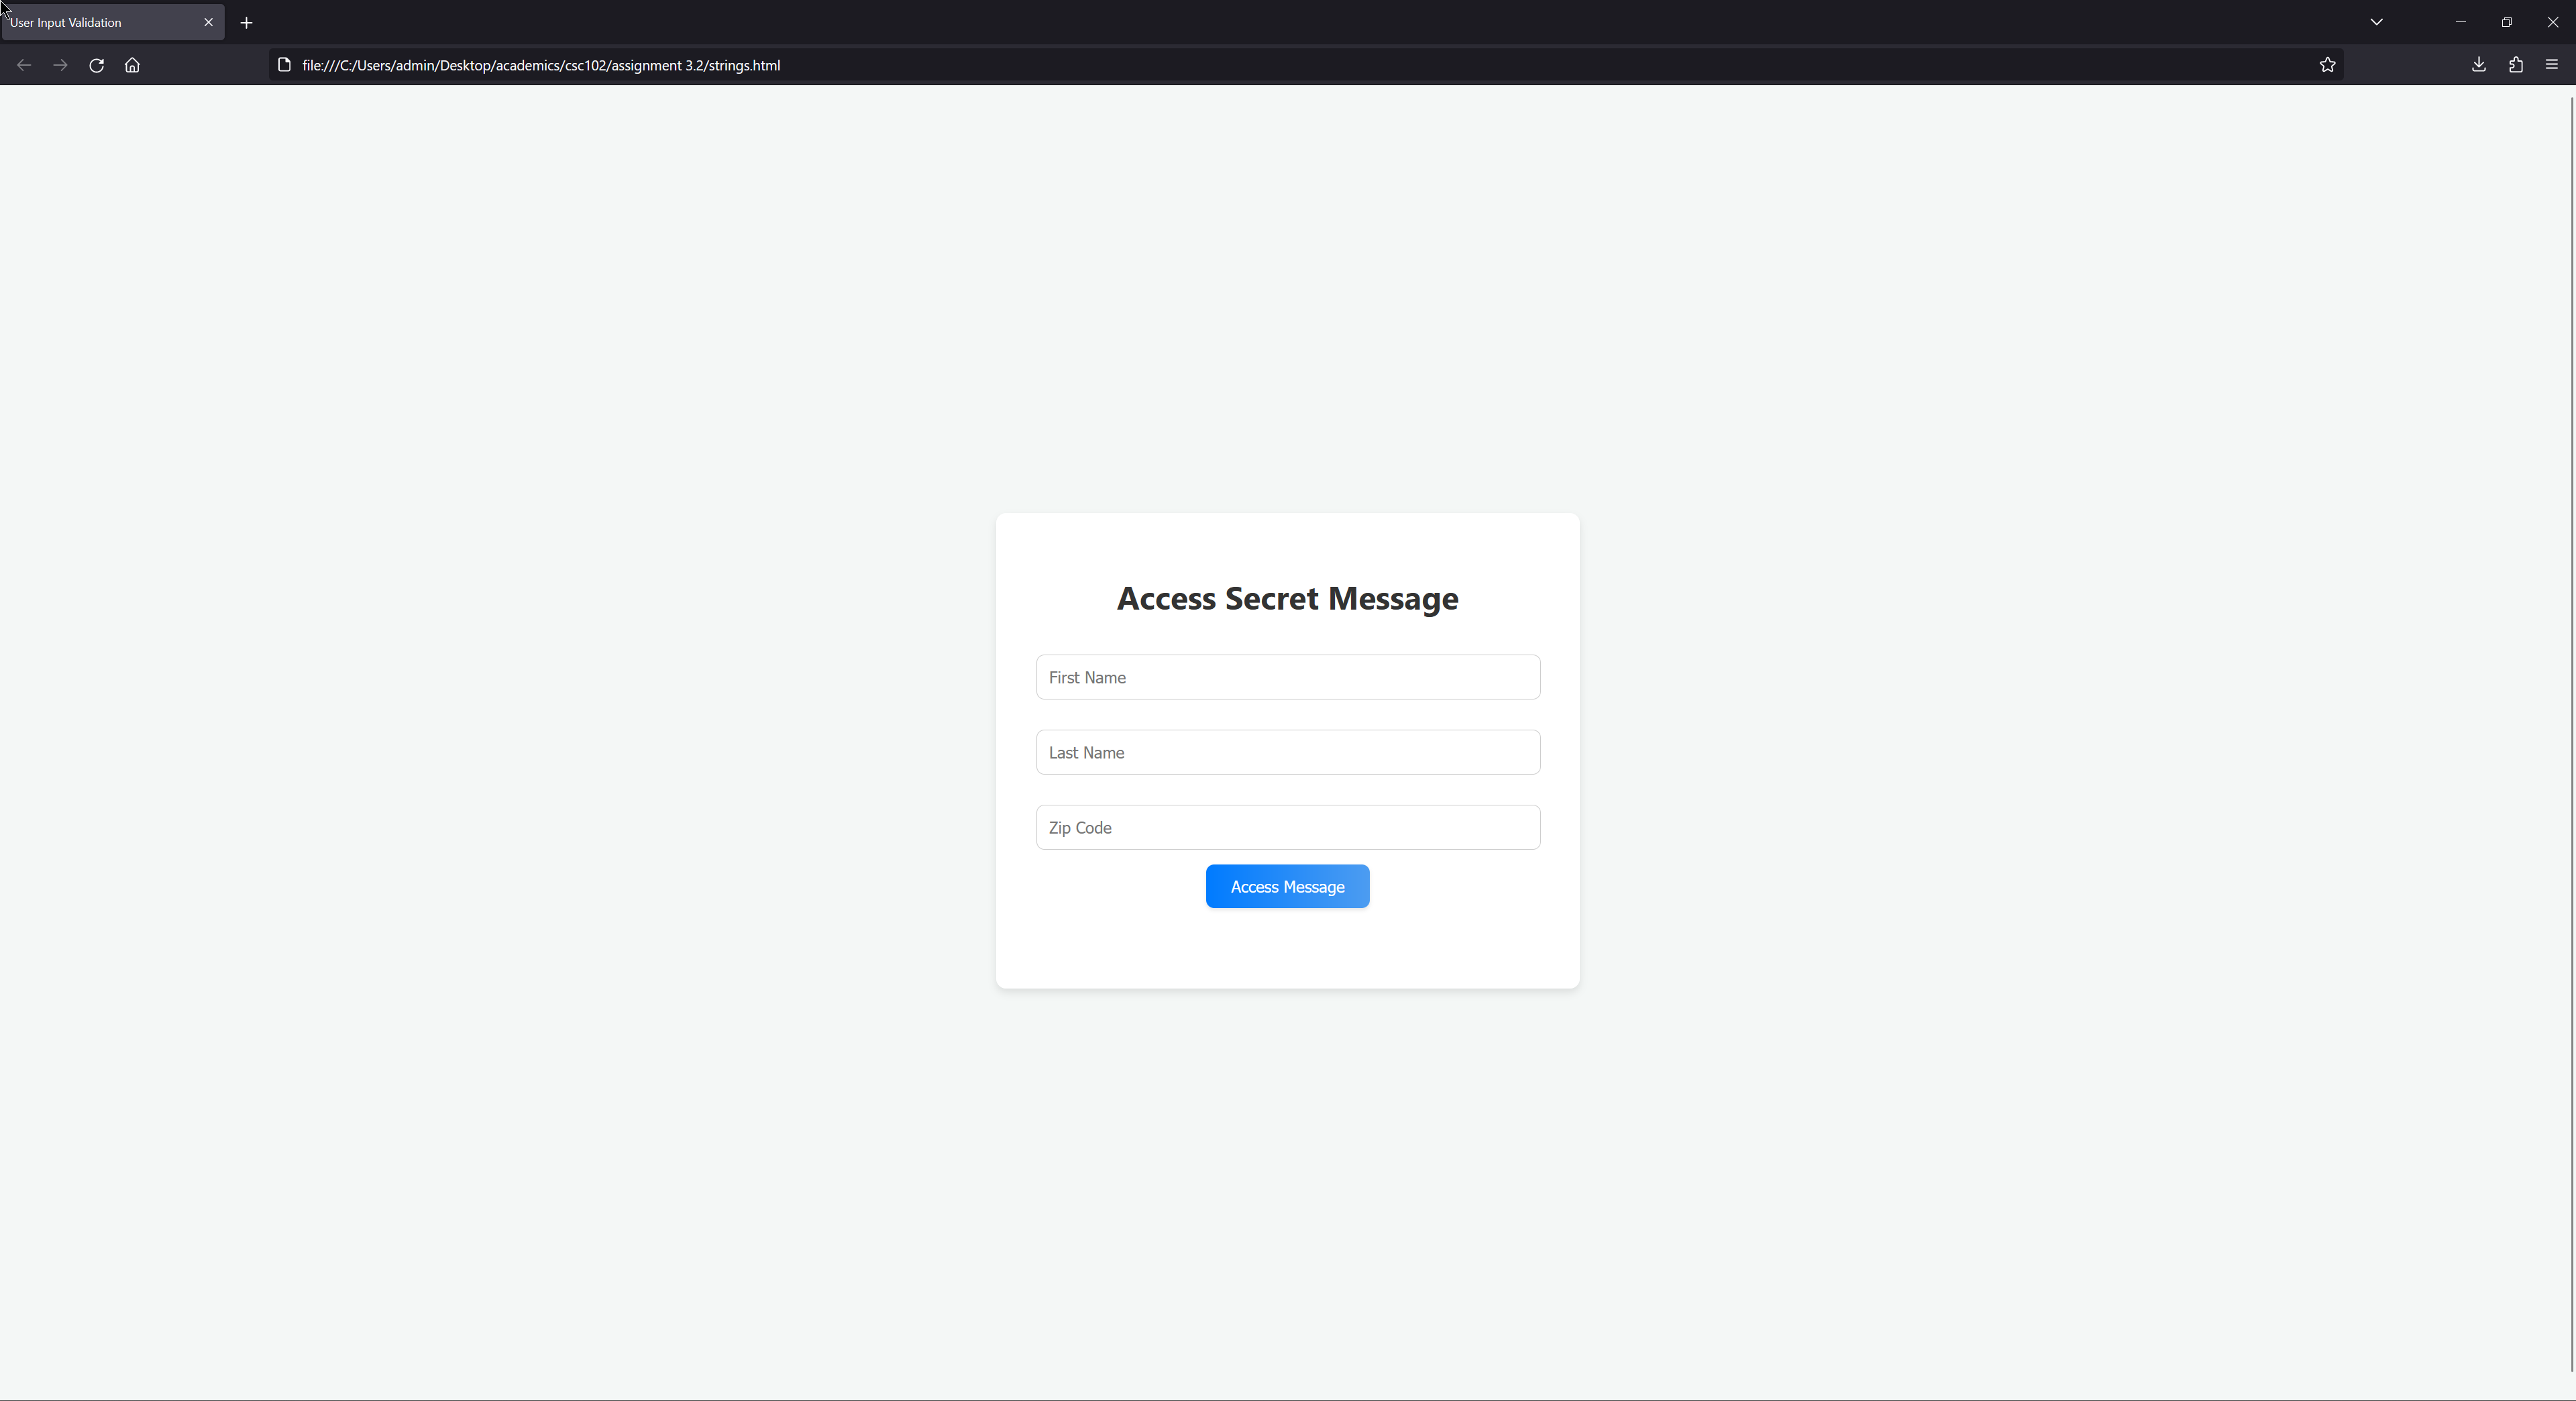 User Input Validation
file:///C:/Users/admin/Desktop/academics/csc102/assignment 3.2/strings.html
Access Secret Message
First Name
Last Name
Zip Code
Access Message